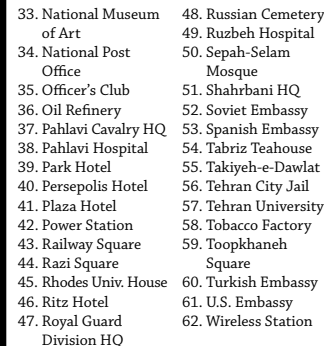 33. National Museum
of Art
34. National Post
Office
35. Officer's Club
36. Oil Refinery
37. Pahlavi Cavalry HQ
38. Pahlavi Hospital
39. Park Hotel
40. Persepolis Hotel
41. Plaza Hotel
42. Power Station
43. Railway Square
44. Razi Square
45. Rhodes Univ. House
46. Ritz Hotel
47. Royal Guard
Division HQ
48. Russian Cemetery
49. Ruzbeh Hospital
50. Sepah-Selam
Mosque
51. Shahrbani HQ
52. Soviet Embassy
53. Spanish Embassy
54. Tabriz Teahouse
55. Takiyeh-e-Dawlat
56. Tehran City Jail
57. Tehran University
58. Tobacco Factory
59. Toopkhaneh
Square
60. Turkish Embassy
61. U.S. Embassy
62. Wireless Station